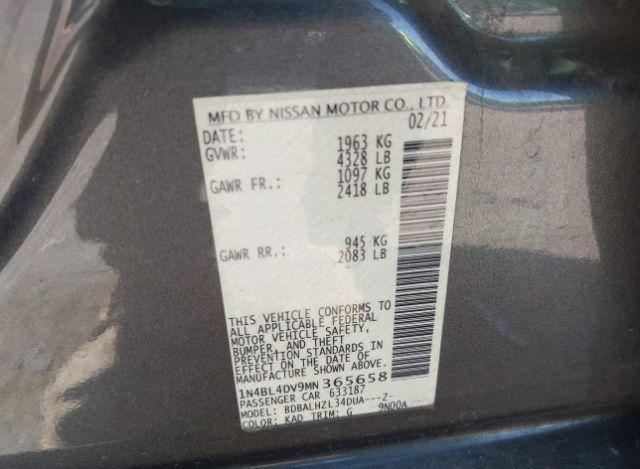 MFD BY NISSAN MOTOR CO., LTD
DATE: 02/21
GVWR: 1963 KG
4328 LB
GAWR FR.: 1097 KG
2418 LB
GAWR RR.: 945 KG
2083 LB
THIS VEHICLE CONFORMS TO
ALL APPLICABLE FEDERAL
MOTOR VEHICLE SAFETY,
BUMPER, AND THEFT
PREVENTION STANDARDS IN
EFFECT ON THE DATE OF
MANUFACTURE SHOWN ABOVE.
1N4BL4DV9MN365658
PASSENGER CAR 633187
MODEL: BDBALHZL34DUA---Z-
COLOR: KAD TRIM: G 9N00A